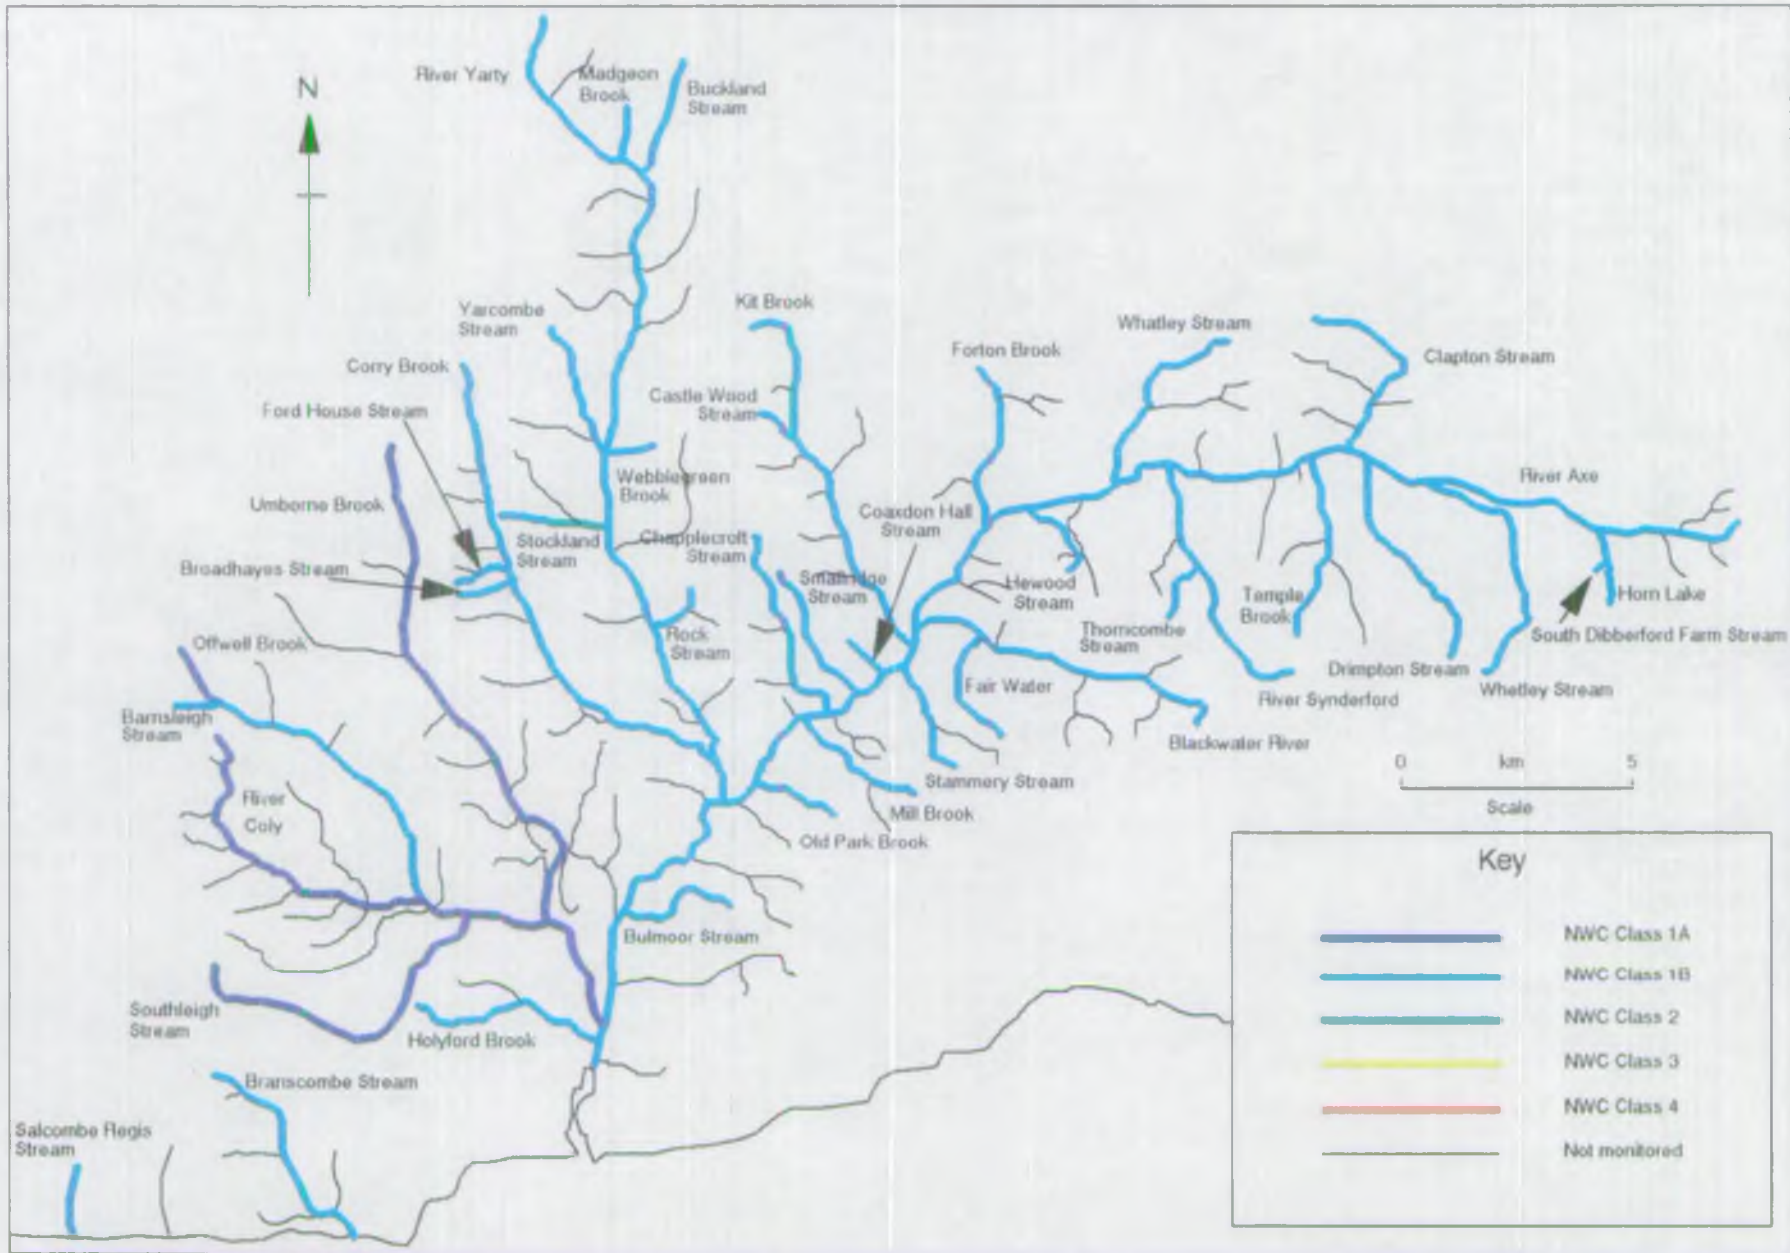 River Yarty
Madgeon
Brook
Buckland
Stream
N
Yarcombe
Stream
Kit Brook
Whatley Stream
Forton Brook
Clapton Stream
Corry Brook
Castle Wood
Stream
Ford House Stream
Umborne Brook
Webblegreen
Brook
River Axe
Coaxdon Hall
Stream
Stockland
Stream
Chapplecroft
Stream
Broadhayes Stream
Smallridge
Stream
Hewood
Stream
Temple
Brook
Horn Lake
South Dibberford Farm Stream
Offwell Brook
Rock
Stream
Thorncombe
Stream
Fair Water
Drimpton Stream
Whetley Stream
River Synderford
Barnsleigh
Stream
Blackwater River
0 km 5
Scale
Stammery Stream
Mill Brook
Old Park Brook
River
Coly
Bulmoor Stream
Southleigh
Stream
Holyford Brook
Branscombe Stream
Salcombe Regis
Stream
Key
NWC Class 1A
NWC Class 1B
NWC Class 2
NWC Class 3
NWC Class 4
Not monitored